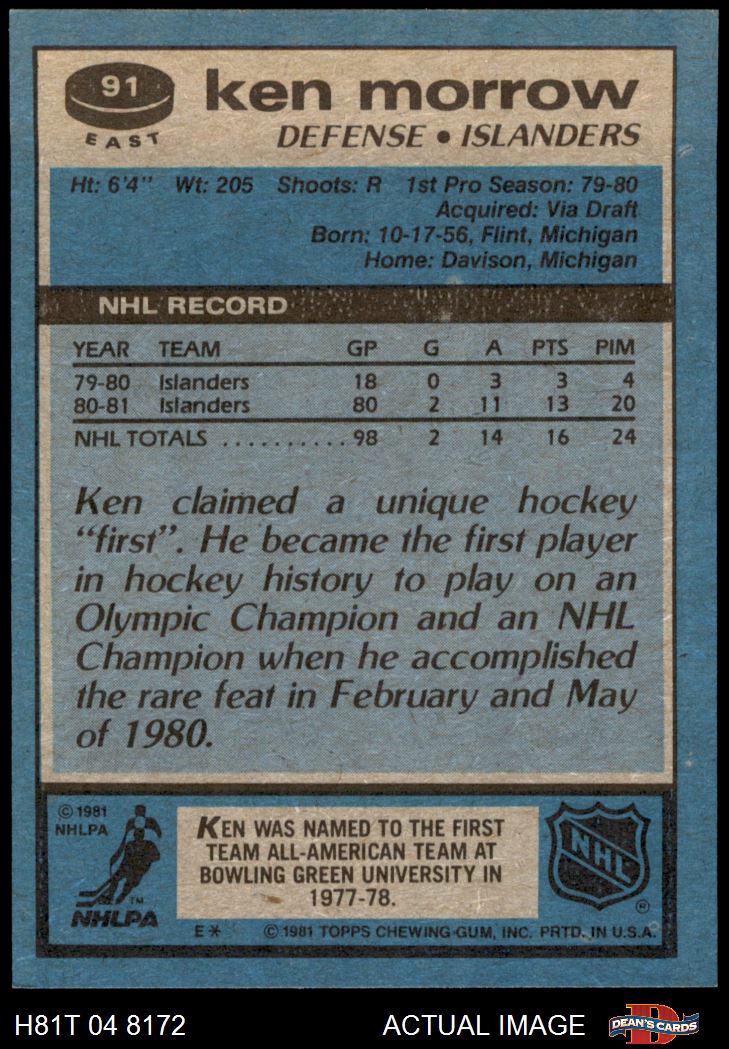 91
EAST
ken morrow
DEFENSE • ISLANDERS
Ht: 6'4" Wt: 205 Shoots: R 1st Pro Season: 79-80
Acquired: Via Draft
Born: 10-17-56, Flint, Michigan
Home: Davison, Michigan
NHL RECORD
YEAR TEAM GP G A PTS PIM
79-80 Islanders 18 0 3 3 4
80-81 Islanders 80 2 11 13 20
NHL TOTALS .......... 98 2 14 16 24
Ken claimed a unique hockey
"first". He became the first player
in hockey history to play on an
Olympic Champion and an NHL
Champion when he accomplished
the rare feat in February and May
of 1980.
© 1981
NHLPA
TM
NHLPA
KEN WAS NAMED TO THE FIRST
TEAM ALL-AMERICAN TEAM AT
BOWLING GREEN UNIVERSITY IN
1977-78.
NHL
®
E* © 1981 TOPPS CHEWING GUM, INC. PRTD. IN U.S.A.
H81T 04 8172 ACTUAL IMAGE
DEAN'S CARDS